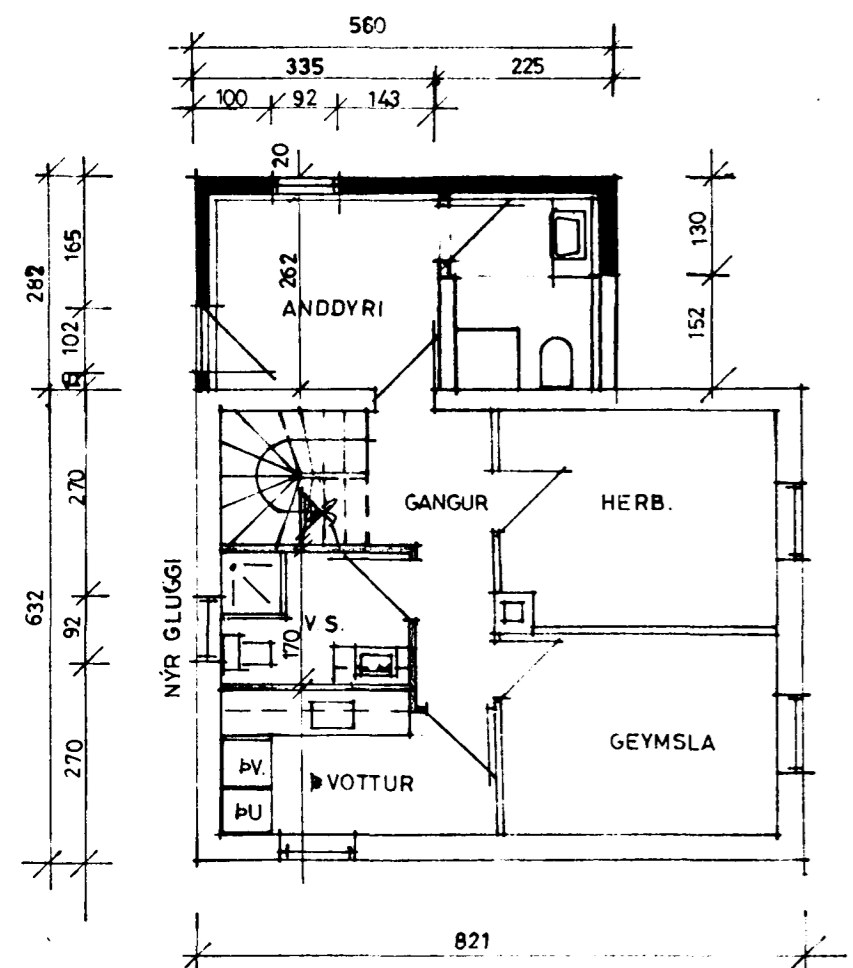 560
335 225
100 92 143
20
282
165
262
130
ANDDYRI
102
152
270
GANGUR
HERB.
NÝR GLUGGI
632
92
V S.
170
270
GEYMSLA
ÞV.
ÞVOTTUR
ÞU
821